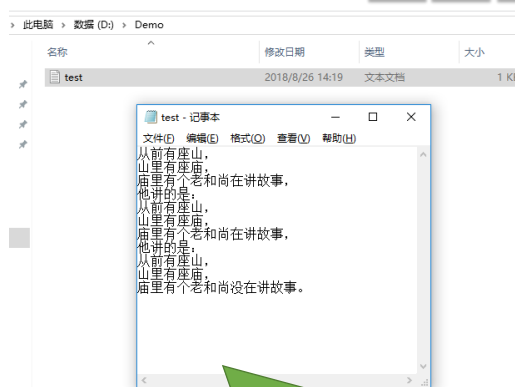 此电脑 > 数据 (D:) > Demo
名称 修改日期 类型 大小
test 2018/8/26 14:19 文本文档 1 K
test - 记事本
文件(F) 编辑(E) 格式(O) 查看(V) 帮助(H)
从前有座山，
山里有座庙，
庙里有个老和尚在讲故事，
他讲的是：
从前有座山，
山里有座庙，
庙里有个老和尚在讲故事，
他讲的是：
从前有座山，
山里有座庙，
庙里有个老和尚没在讲故事。